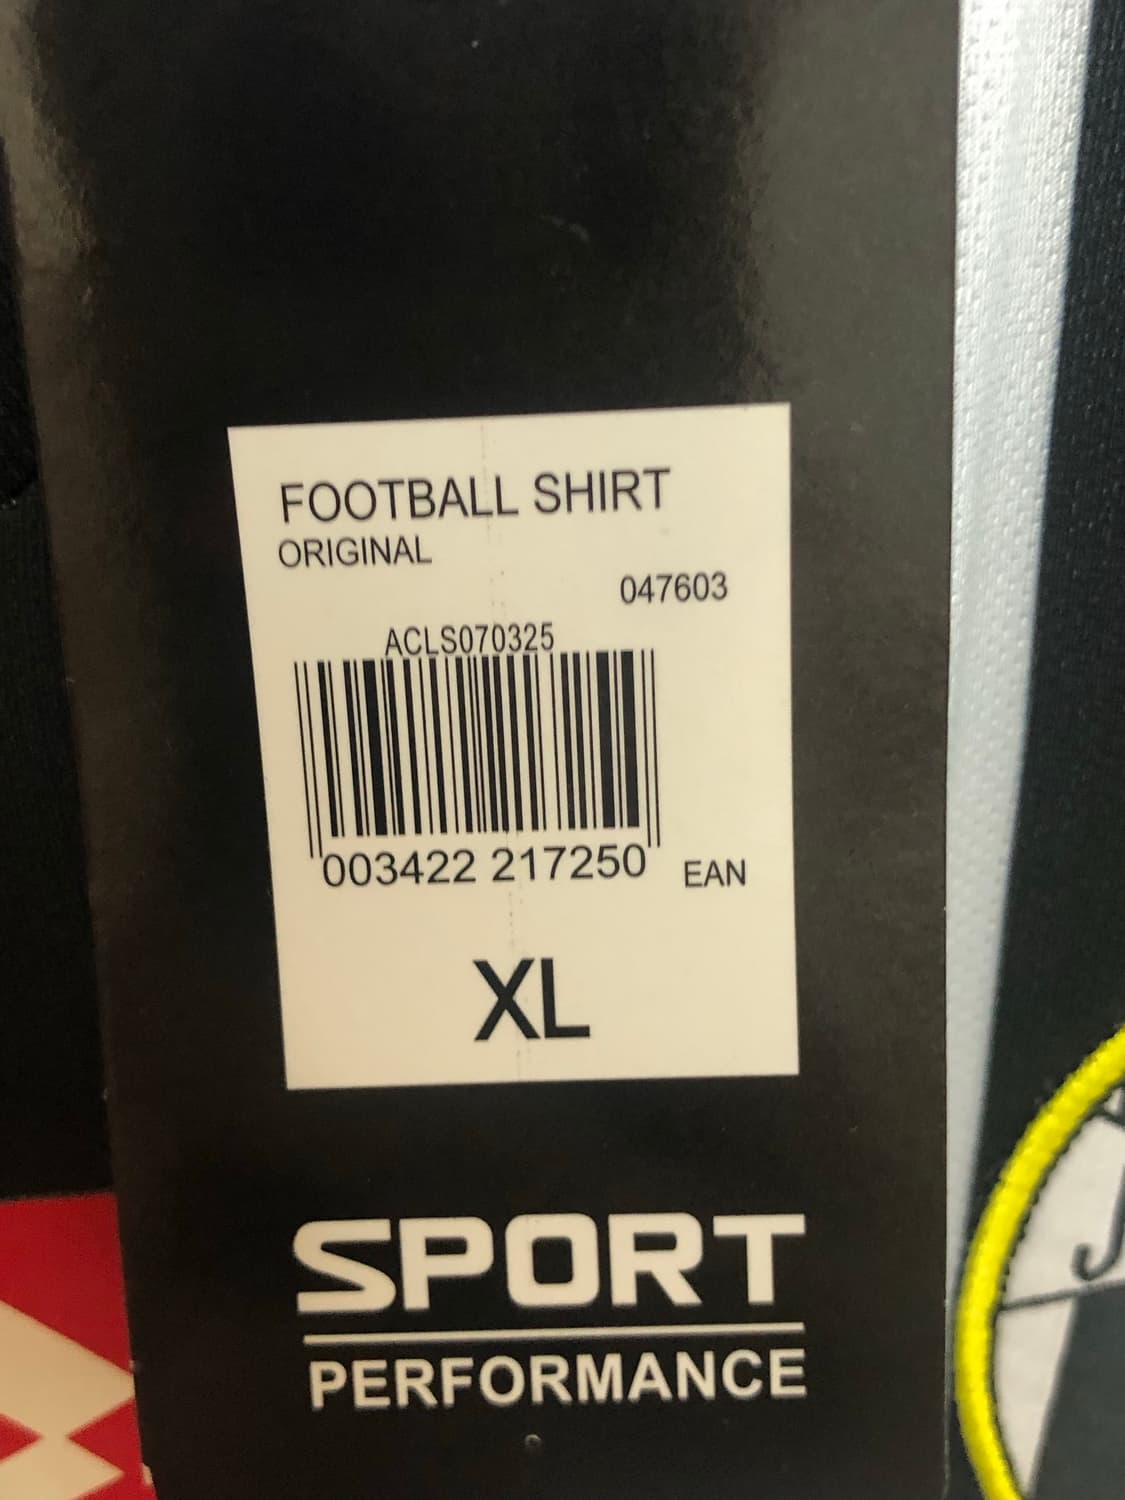 FOOTBALL SHIRT
ORIGINAL
047603
ACLS070325
003422 217250
EAN
XL
SPORT
PERFORMANCE
J